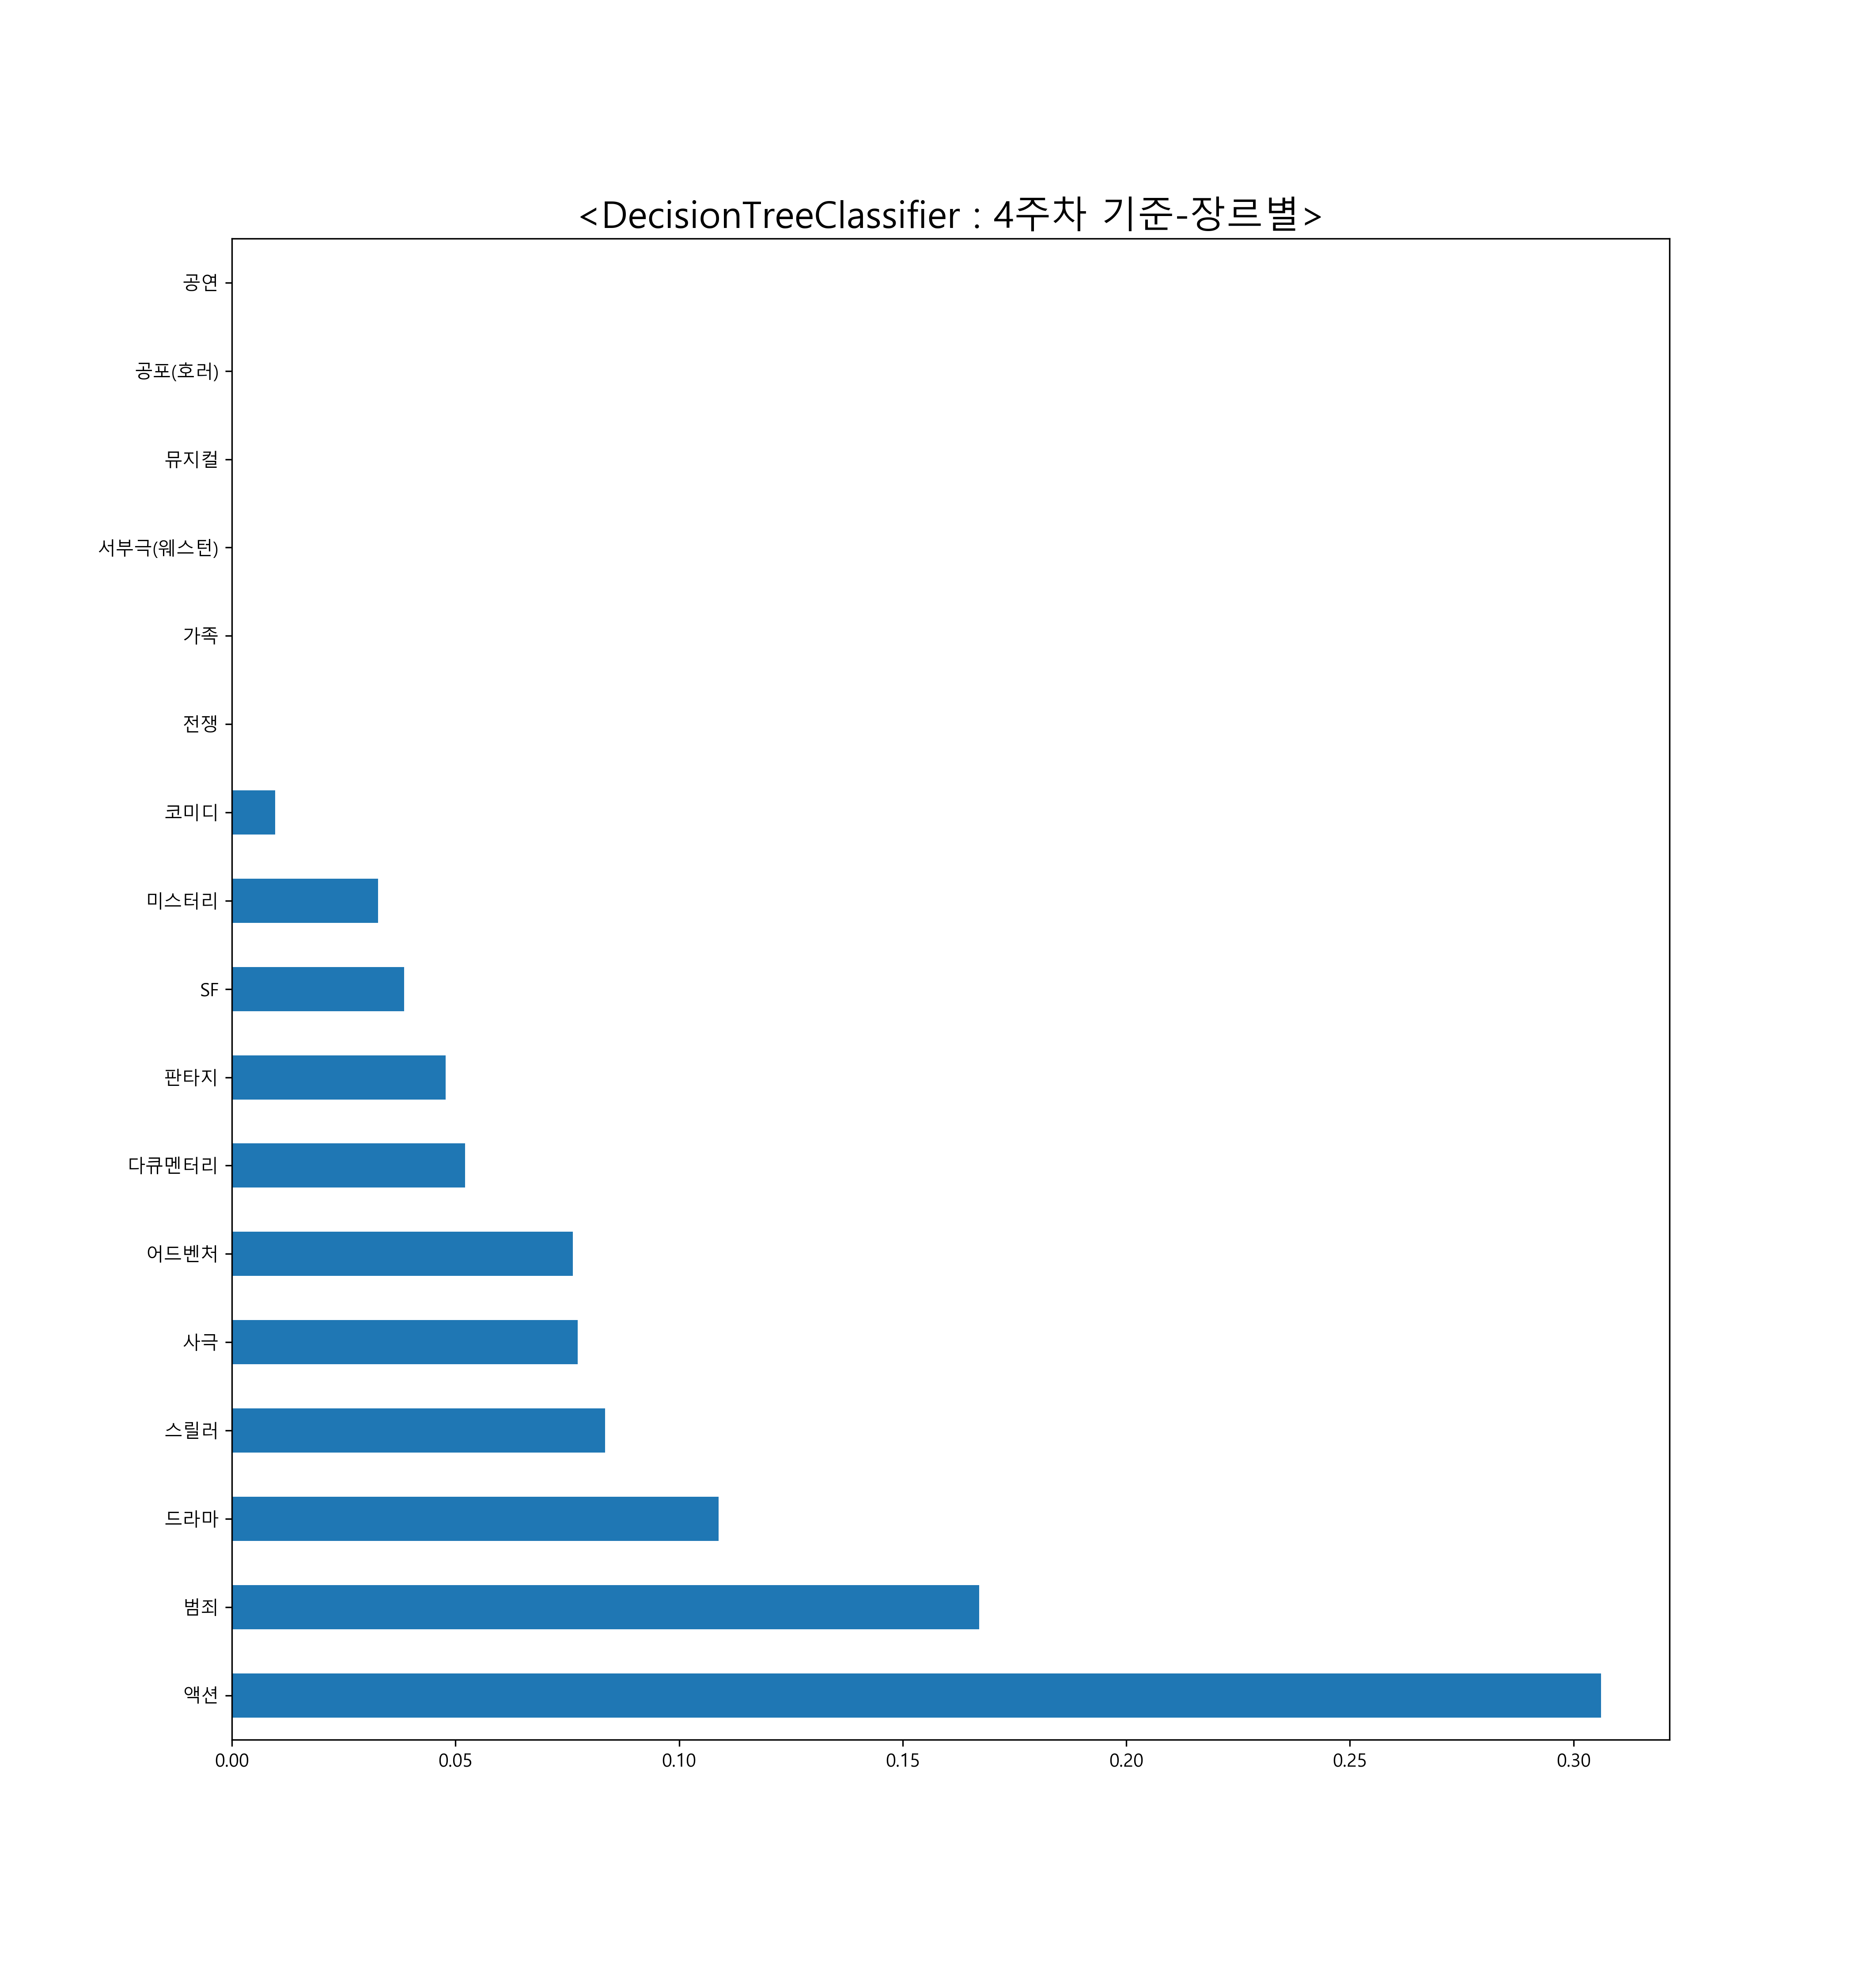 <DecisionTreeClassifier : 4주차 기준-장르별>
공연
공포(호러)
뮤지컬
서부극(웨스턴)
가족
전쟁
코미디
미스터리
SF
판타지
다큐멘터리
어드벤처
사극
스릴러
드라마
범죄
액션
0.00 0.05 0.10 0.15 0.20 0.25 0.30